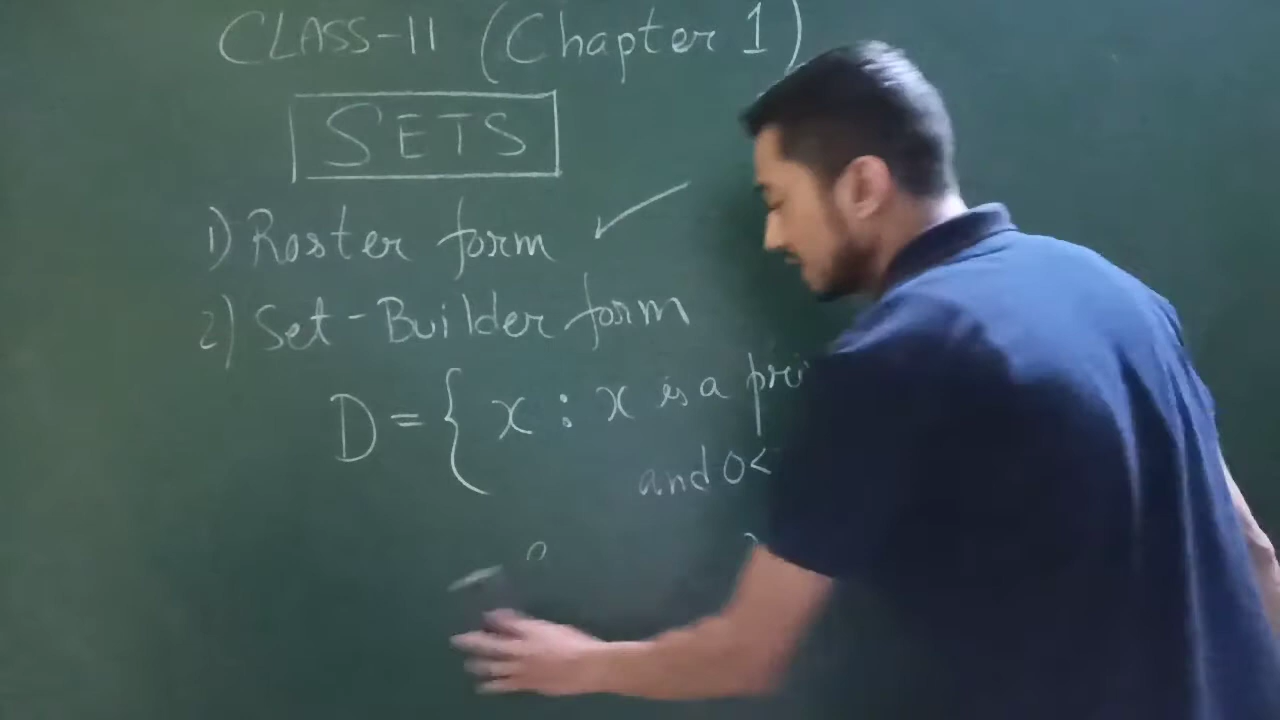 CLASS-11 (Chapter 1)
SETS
1) Roster form
2) Set-Builder form
D = { x : x is a pri
and 0<